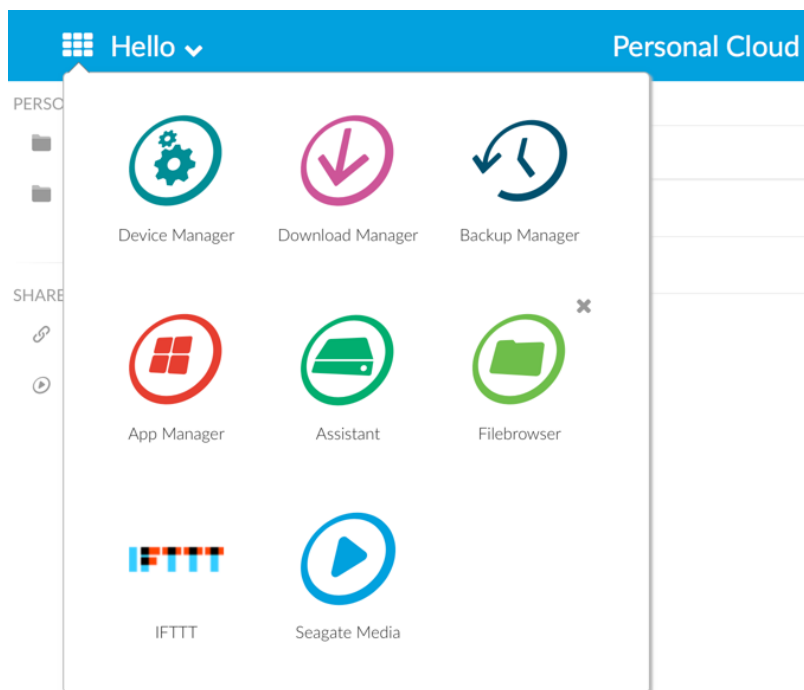 Hello
Personal Cloud
PERSO
Device Manager
Download Manager
Backup Manager
SHARE
App Manager
Assistant
Filebrowser
IFTTT
IFTTT
Seagate Media